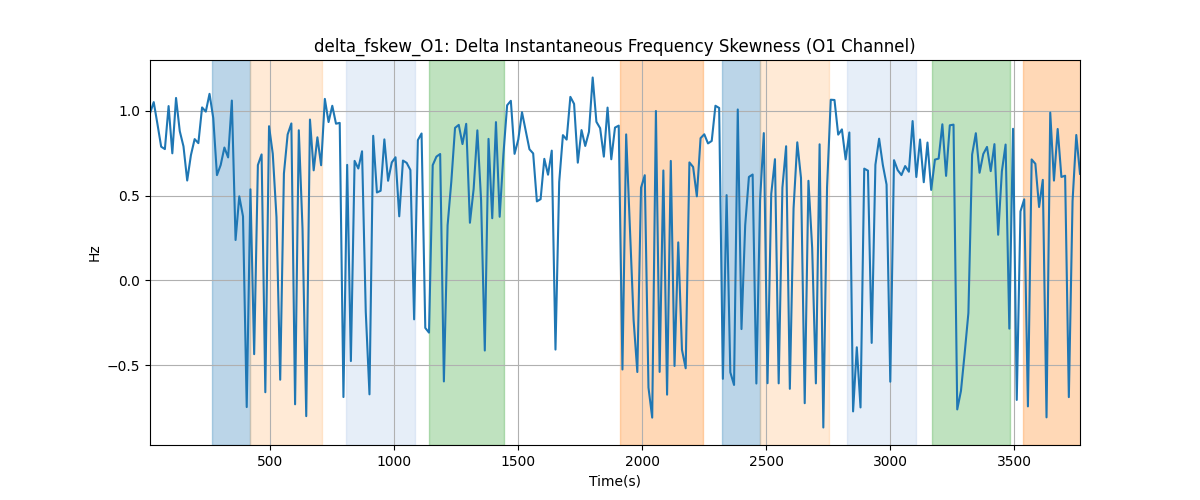 delta_fskew_O1: Delta Instantaneous Frequency Skewness (O1 Channel)
1.0
0.5
0.0
−0.5
Hz
500 1000 1500 2000 2500 3000 3500
Time(s)